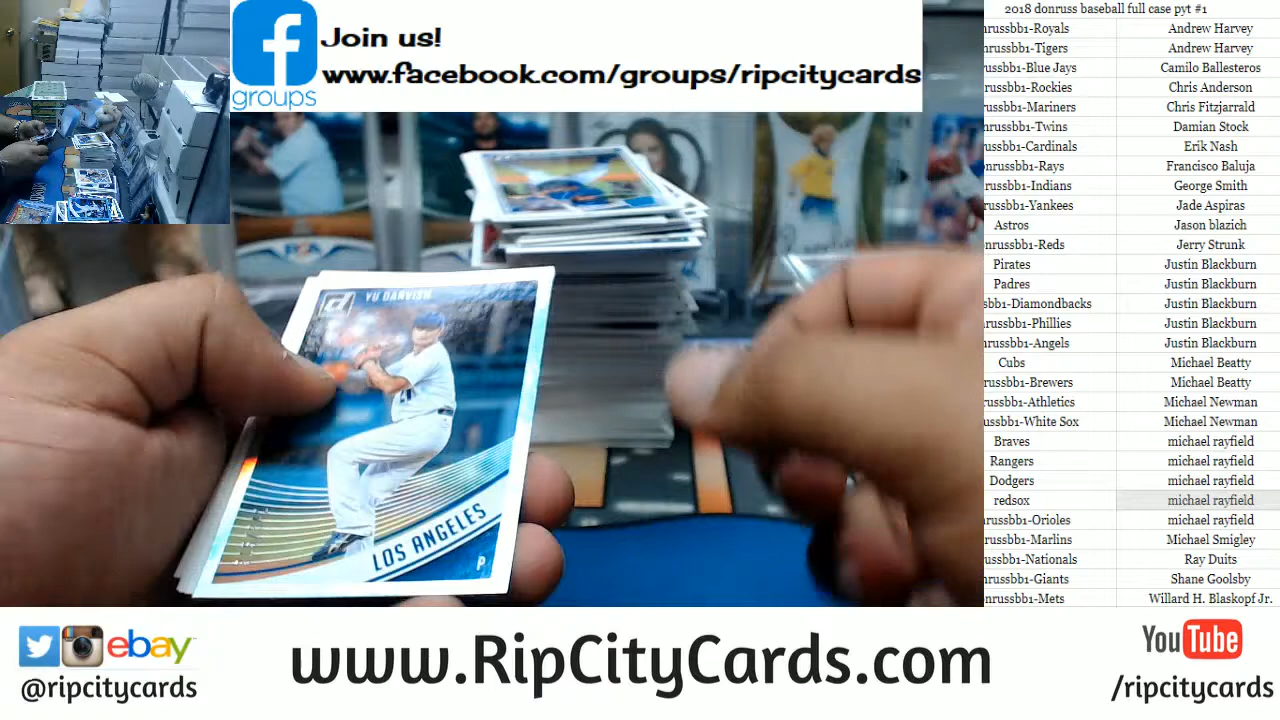 Join us!
www.facebook.com/groups/ripcitycards
groups
2018 donruss baseball full case pyt #1
nrussbb1-Royals Andrew Harvey
nrussbb1-Tigers Andrew Harvey
ussbb1-Blue Jays Camilo Ballesteros
russbb1-Rockies Chris Anderson
russbb1-Mariners Chris Fitzjarrald
russbb1-Twins Damian Stock
ussbb1-Cardinals Erik Nash
onrussbb1-Rays Francisco Baluja
russbb1-Indians George Smith
russbb1-Yankees Jade Aspiras
Astros Jason blazich
onrussbb1-Reds Jerry Strunk
Pirates Justin Blackburn
Padres Justin Blackburn
sbb1-Diamondbacks Justin Blackburn
russbb1-Phillies Justin Blackburn
nrussbb1-Angels Justin Blackburn
Cubs Michael Beatty
russbb1-Brewers Michael Beatty
russbb1-Athletics Michael Newman
ussbb1-White Sox Michael Newman
Braves michael rayfield
Rangers michael rayfield
Dodgers michael rayfield
redsox michael rayfield
nrussbb1-Orioles michael rayfield
russbb1-Marlins Michael Smigley
ussbb1-Nationals Ray Duits
nrussbb1-Giants Shane Goolsby
onrussbb1-Mets Willard H. Blaskopf Jr.
YU DARVISH
LOS ANGELES
P
ebay
@ripcitycards
www.RipCityCards.com
YouTube
/ripcitycards